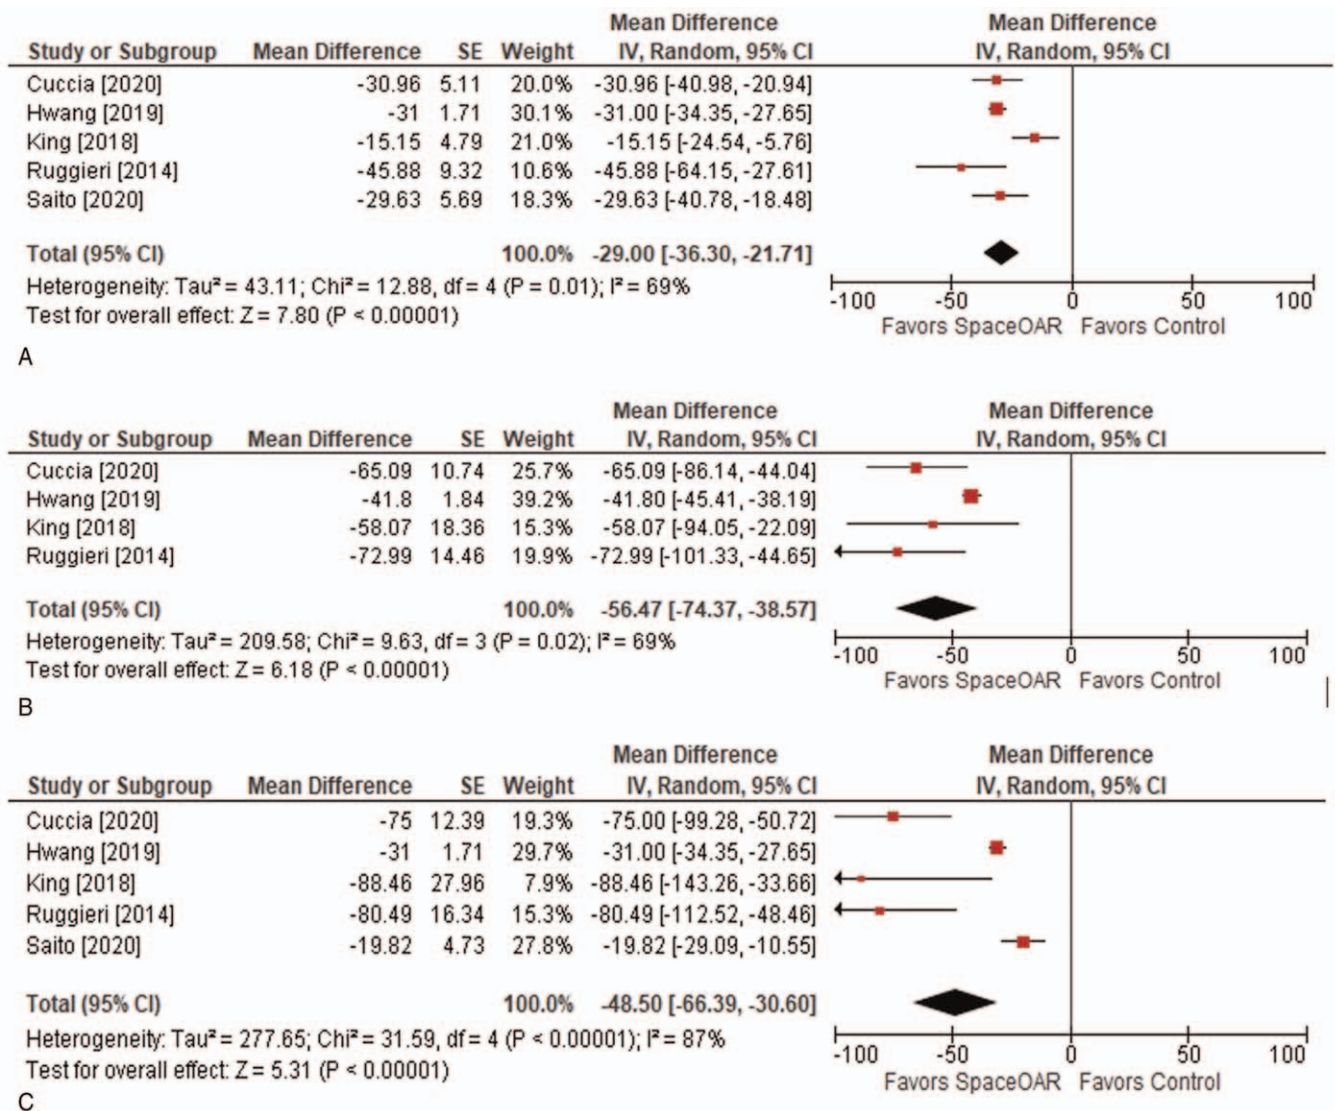 Mean Difference Mean Difference
Study or Subgroup Mean Difference SE Weight IV, Random, 95% CI IV, Random, 95% CI
Cuccia [2020] -30.96 5.11 20.0% -30.96 [-40.98, -20.94]
Hwang [2019] -31 1.71 30.1% -31.00 [-34.35, -27.65]
King [2018] -15.15 4.79 21.0% -15.15 [-24.54, -5.76]
Ruggieri [2014] -45.88 9.32 10.6% -45.88 [-64.15, -27.61]
Saito [2020] -29.63 5.69 18.3% -29.63 [-40.78, -18.48]
Total (95% CI) 100.0% -29.00 [-36.30, -21.71]
Heterogeneity: Tau² = 43.11; Chi² = 12.88, df = 4 (P = 0.01); I² = 69%
Test for overall effect: Z = 7.80 (P < 0.00001)
-100 -50 0 50 100
Favors SpaceOAR Favors Control
A
Mean Difference Mean Difference
Study or Subgroup Mean Difference SE Weight IV, Random, 95% CI IV, Random, 95% CI
Cuccia [2020] -65.09 10.74 25.7% -65.09 [-86.14, -44.04]
Hwang [2019] -41.8 1.84 39.2% -41.80 [-45.41, -38.19]
King [2018] -58.07 18.36 15.3% -58.07 [-94.05, -22.09]
Ruggieri [2014] -72.99 14.46 19.9% -72.99 [-101.33, -44.65]
Total (95% CI) 100.0% -56.47 [-74.37, -38.57]
Heterogeneity: Tau² = 209.58; Chi² = 9.63, df = 3 (P = 0.02); I² = 69%
Test for overall effect: Z = 6.18 (P < 0.00001)
-100 -50 0 50 100
Favors SpaceOAR Favors Control
B
Mean Difference Mean Difference
Study or Subgroup Mean Difference SE Weight IV, Random, 95% CI IV, Random, 95% CI
Cuccia [2020] -75 12.39 19.3% -75.00 [-99.28, -50.72]
Hwang [2019] -31 1.71 29.7% -31.00 [-34.35, -27.65]
King [2018] -88.46 27.96 7.9% -88.46 [-143.26, -33.66]
Ruggieri [2014] -80.49 16.34 15.3% -80.49 [-112.52, -48.46]
Saito [2020] -19.82 4.73 27.8% -19.82 [-29.09, -10.55]
Total (95% CI) 100.0% -48.50 [-66.39, -30.60]
Heterogeneity: Tau² = 277.65; Chi² = 31.59, df = 4 (P < 0.00001); I² = 87%
Test for overall effect: Z = 5.31 (P < 0.00001)
-100 -50 0 50 100
Favors SpaceOAR Favors Control
C